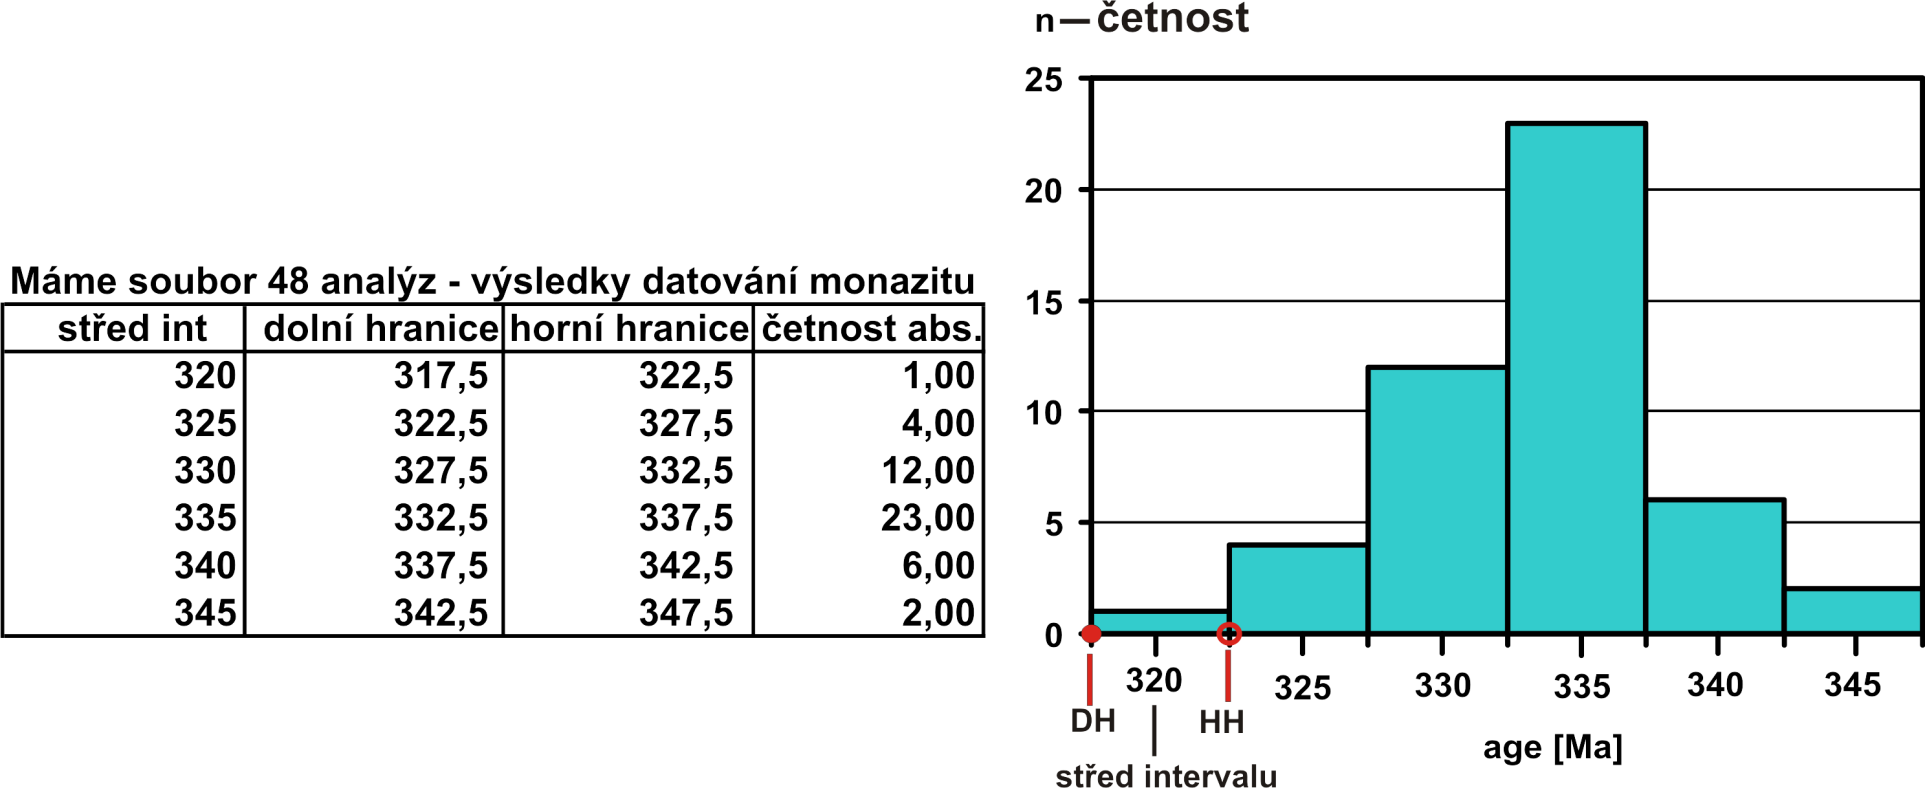 Máme soubor 48 analýz - výsledky datování monazitu
střed int dolní hranice horní hranice četnost abs.
320 317,5 322,5 1,00
325 322,5 327,5 4,00
330 327,5 332,5 12,00
335 332,5 337,5 23,00
340 337,5 342,5 6,00
345 342,5 347,5 2,00
n — četnost
25
20
15
10
5
0
320 325 330 335 340 345
DH HH
střed intervalu
age [Ma]